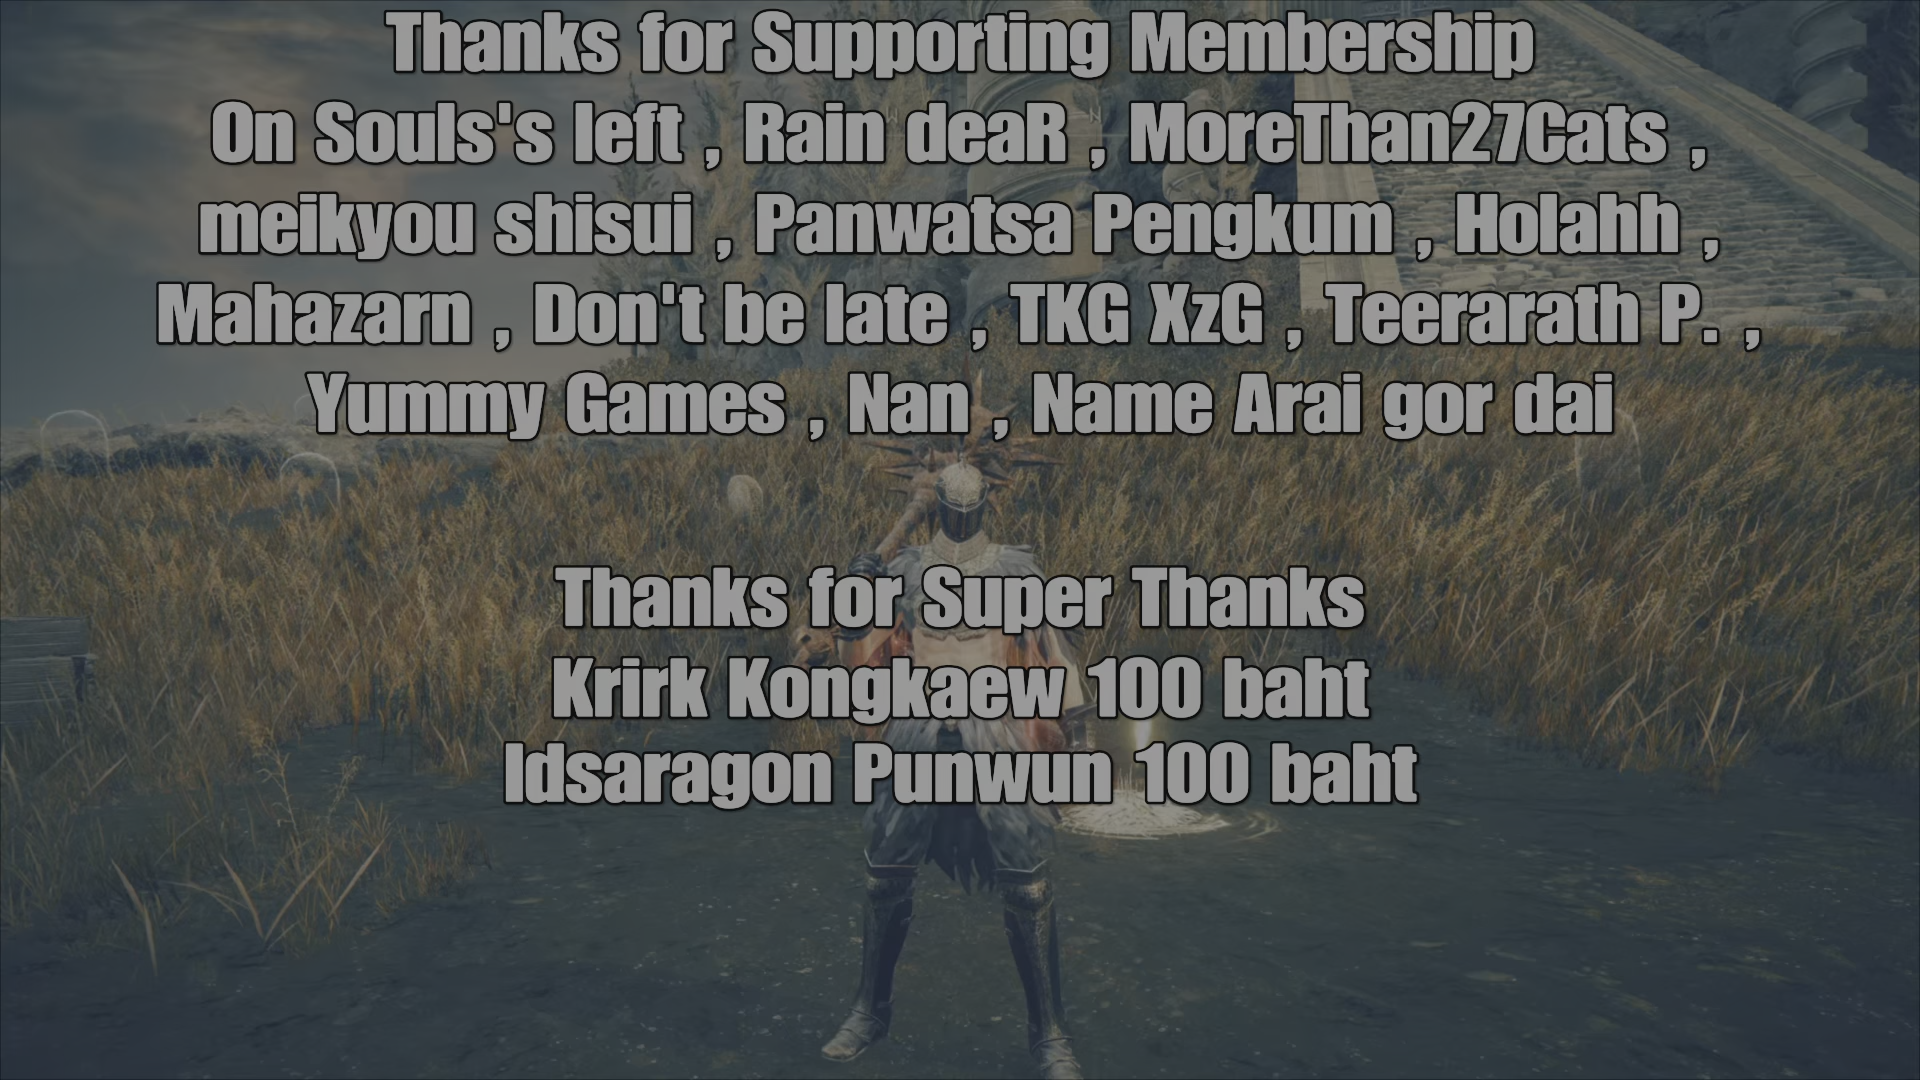 Thanks for Supporting Membership
On Souls's left , Rain deaR , MoreThan27Cats ,
meikyou shisui , Panwatsa Pengkum , Holahh ,
Mahazarn , Don't be late , TKG XzG , Teerarath P. ,
Yummy Games , Nan , Name Arai gor dai
Thanks for Super Thanks
Krirk Kongkaew 100 baht
Idsaragon Punwun 100 baht